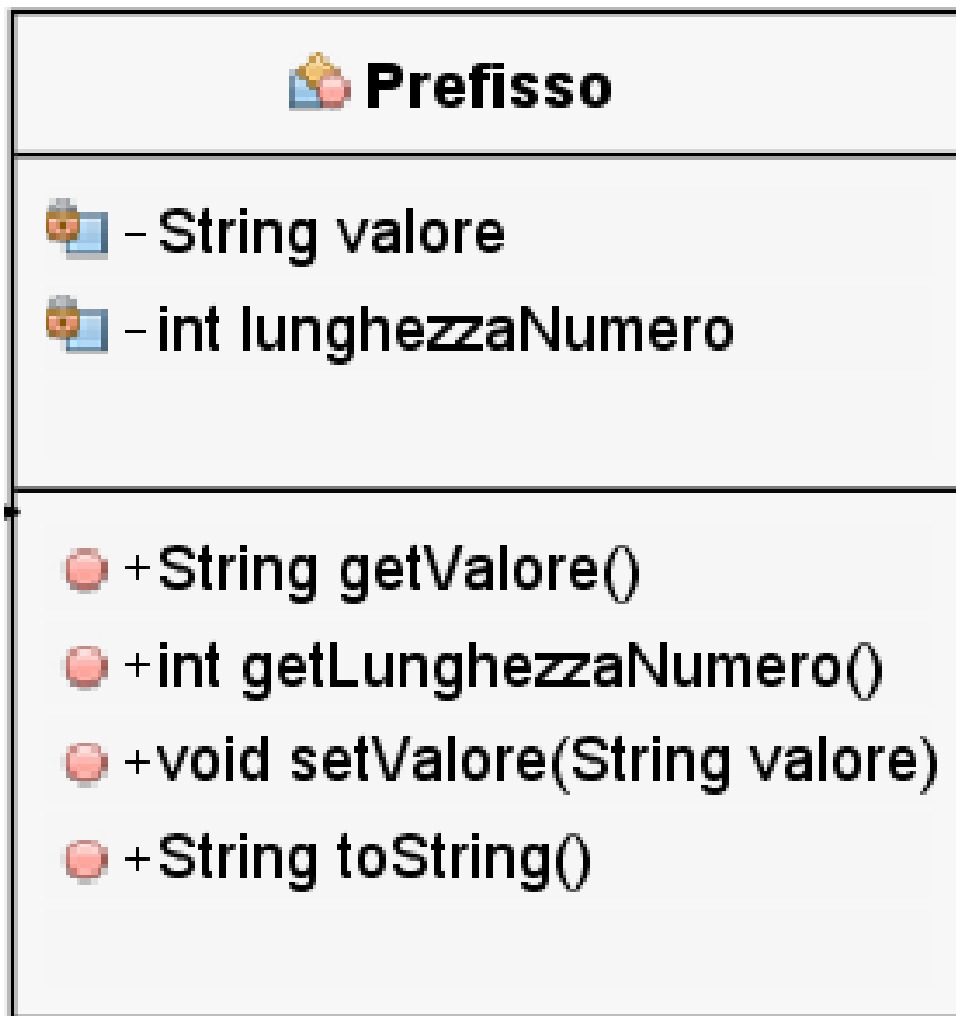 Prefisso
- String valore
- int lunghezzaNumero
+ String getValore()
+ int getLunghezzaNumero()
+ void setValore(String valore)
+ String toString()